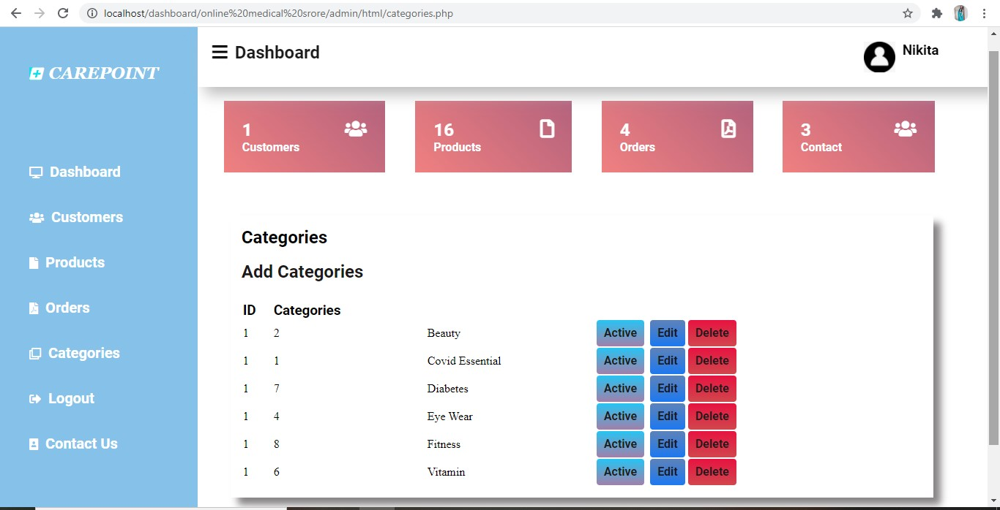 localhost/dashboard/online%20medical%20srore/admin/html/categories.php
CAREPOINT
Dashboard
Nikita
1
Customers
16
Products
4
Orders
3
Contact
Dashboard
Customers
Products
Orders
Categories
Logout
Contact Us
Categories
Add Categories
ID Categories
1 2 Beauty Active Edit Delete
1 1 Covid Essential Active Edit Delete
1 7 Diabetes Active Edit Delete
1 4 Eye Wear Active Edit Delete
1 8 Fitness Active Edit Delete
1 6 Vitamin Active Edit Delete